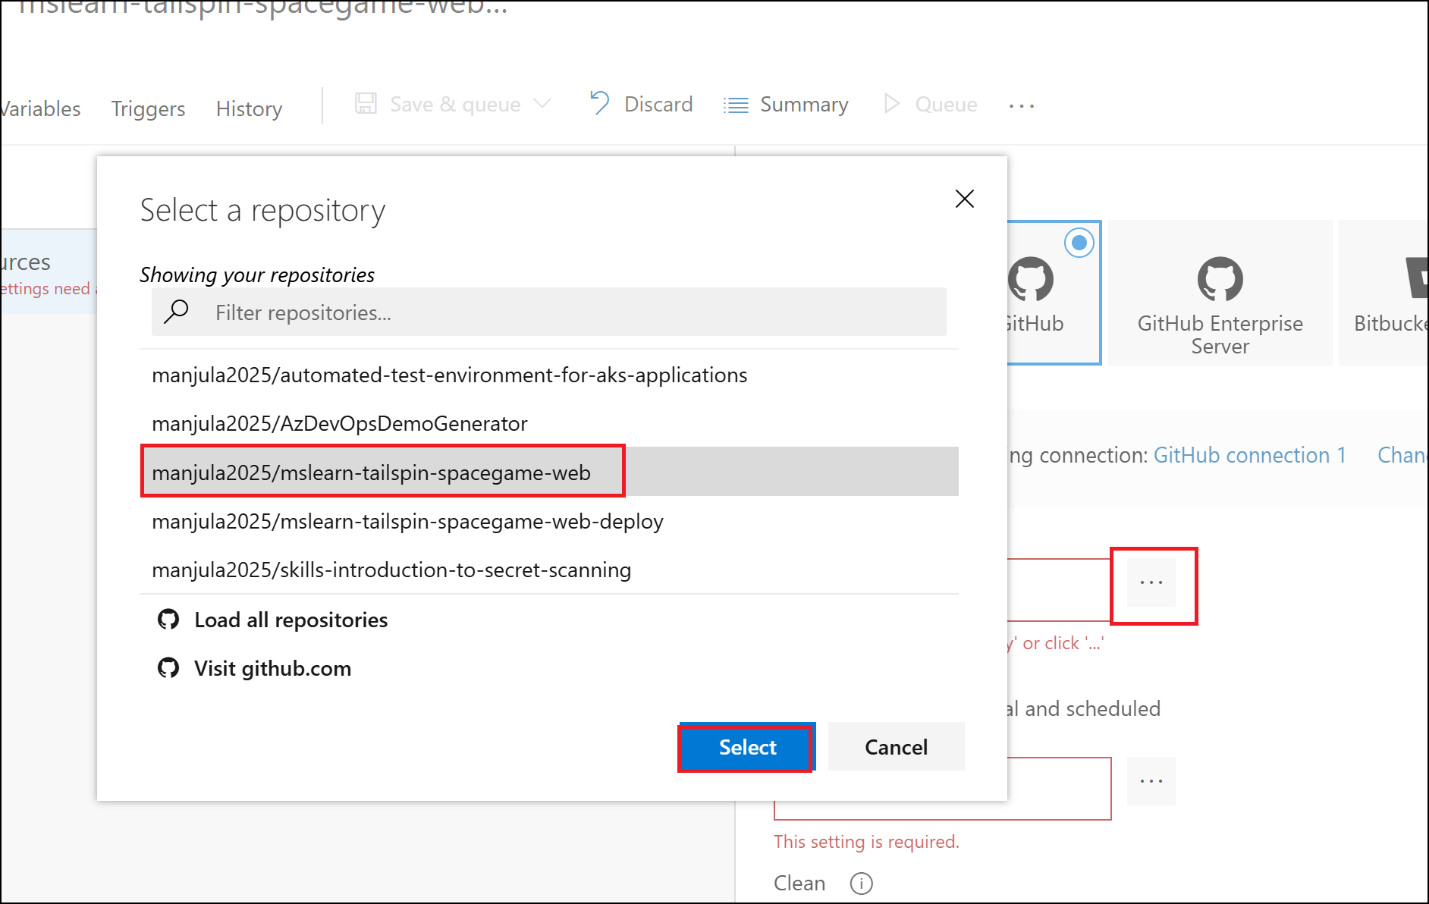 mslearn-tailspin-spacegame-web...
Variables Triggers History Save & queue Discard Summary Queue ...
Select a repository
Showing your repositories
Filter repositories...
manjula2025/automated-test-environment-for-aks-applications
manjula2025/AzDevOpsDemoGenerator
manjula2025/mslearn-tailspin-spacegame-web
manjula2025/mslearn-tailspin-spacegame-web-deploy
manjula2025/skills-introduction-to-secret-scanning
Load all repositories
Visit github.com
Select Cancel
urces
ettings need
GitHub
GitHub Enterprise
Server
Bitbucke
ng connection: GitHub connection 1 Chan
...
y' or click '...'
al and scheduled
...
This setting is required.
Clean